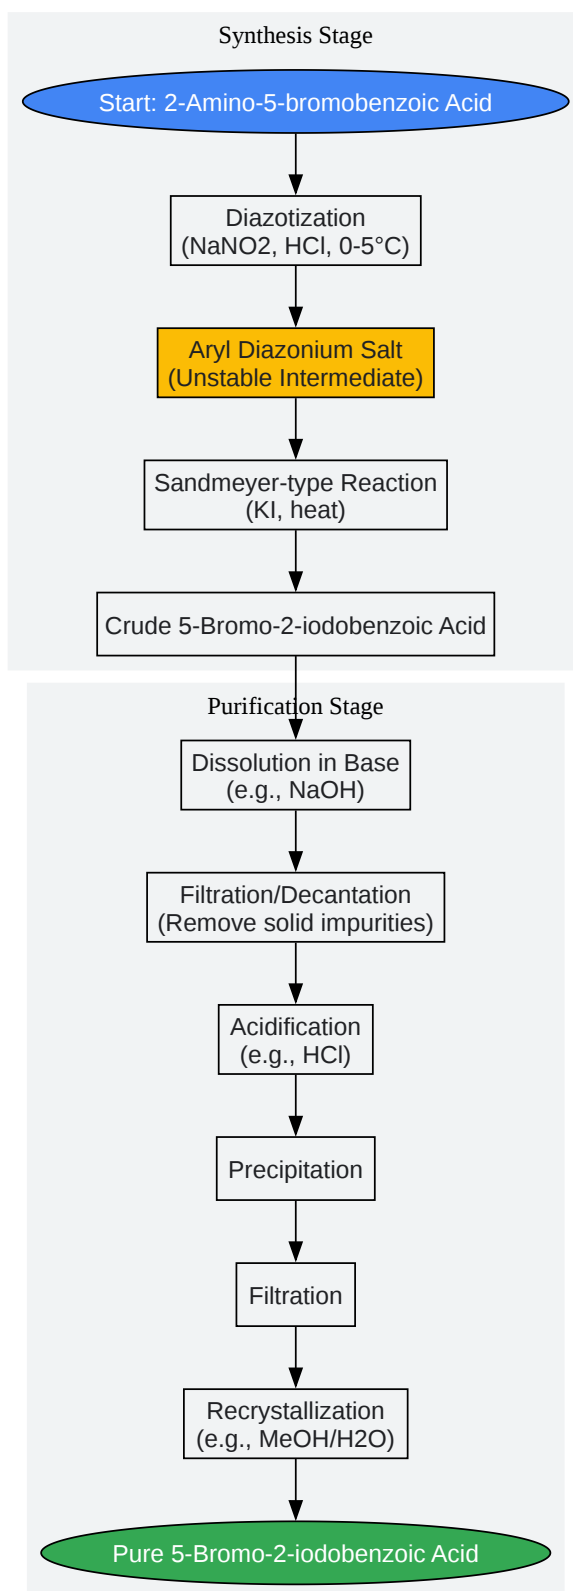 Synthesis Stage
Start: 2-Amino-5-bromobenzoic Acid
Diazotization
(NaNO2, HCl, 0-5°C)
Aryl Diazonium Salt
(Unstable Intermediate)
Sandmeyer-type Reaction
(KI, heat)
Crude 5-Bromo-2-iodobenzoic Acid
Purification Stage
Dissolution in Base
(e.g., NaOH)
Filtration/Decantation
(Remove solid impurities)
Acidification
(e.g., HCl)
Precipitation
Filtration
Recrystallization
(e.g., MeOH/H2O)
Pure 5-Bromo-2-iodobenzoic Acid